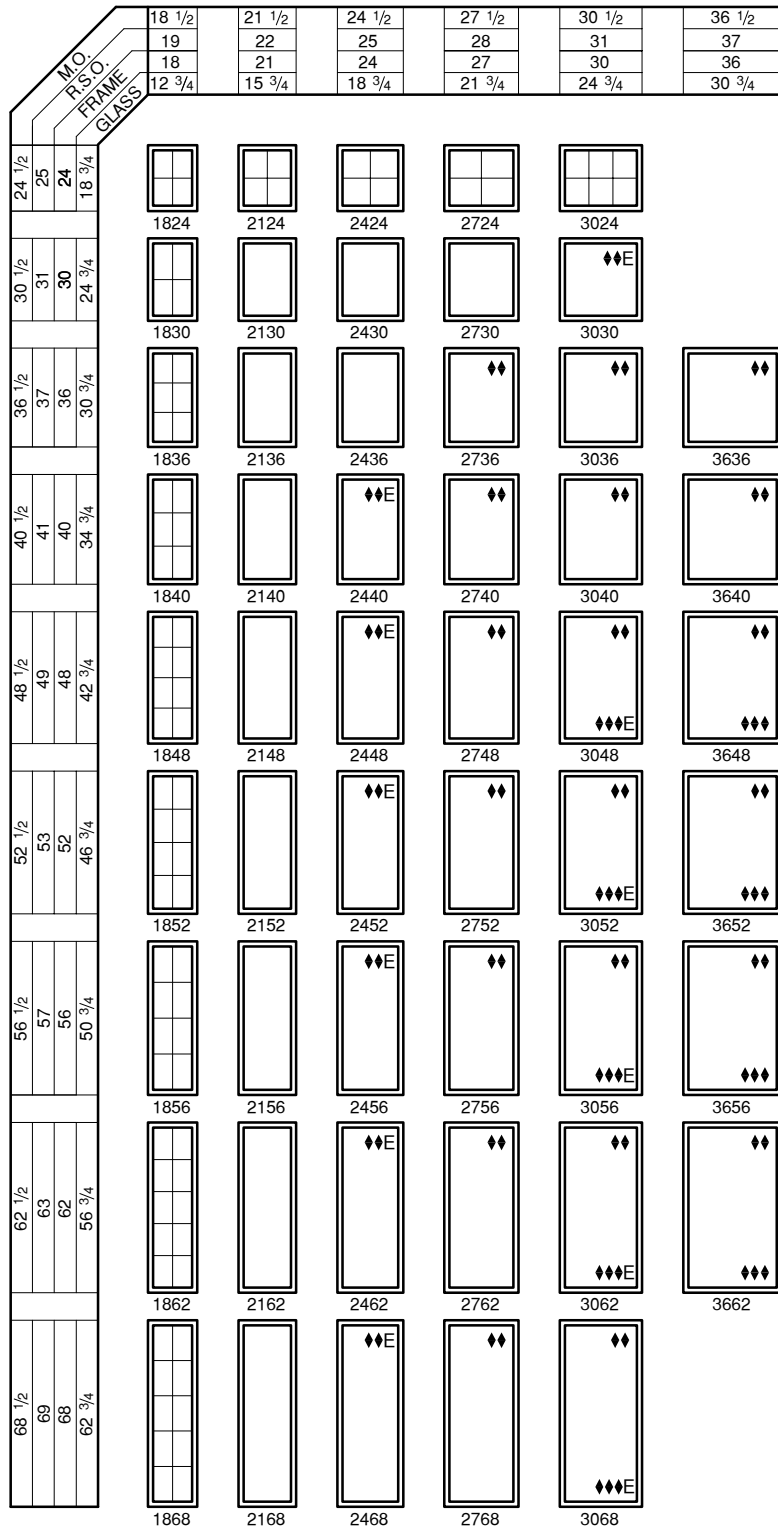 18 1/2 21 1/2 24 1/2 27 1/2 30 1/2 36 1/2
19 22 25 28 31 37
18 21 24 27 30 36
12 3/4 15 3/4 18 3/4 21 3/4 24 3/4 30 3/4
M.O.
R.S.O.
FRAME
GLASS
24 1/2 25 24 18 3/4
1824 2124 2424 2724 3024
30 1/2 31 30 24 3/4
♦♦E
1830 2130 2430 2730 3030
36 1/2 37 36 30 3/4
♦♦ ♦♦ ♦♦
1836 2136 2436 2736 3036 3636
40 1/2 41 40 34 3/4
♦♦E ♦♦ ♦♦ ♦♦
1840 2140 2440 2740 3040 3640
48 1/2 49 48 42 3/4
♦♦E ♦♦ ♦♦ ♦♦
♦♦♦E ♦♦♦
1848 2148 2448 2748 3048 3648
52 1/2 53 52 46 3/4
♦♦E ♦♦ ♦♦ ♦♦
♦♦♦E ♦♦♦
1852 2152 2452 2752 3052 3652
56 1/2 57 56 50 3/4
♦♦E ♦♦ ♦♦ ♦♦
♦♦♦E ♦♦♦
1856 2156 2456 2756 3056 3656
62 1/2 63 62 56 3/4
♦♦E ♦♦ ♦♦ ♦♦
♦♦♦E ♦♦♦
1862 2162 2462 2762 3062 3662
68 1/2 69 68 62 3/4
♦♦E ♦♦ ♦♦
♦♦♦E
1868 2168 2468 2768 3068